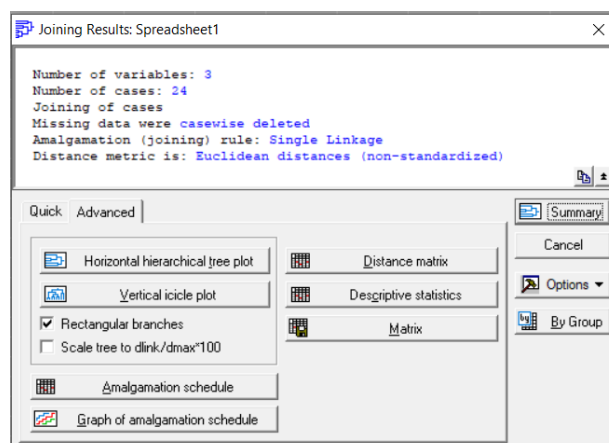 Joining Results: Spreadsheet1
Number of variables: 3
Number of cases: 24
Joining of cases
Missing data were casewise deleted
Amalgamation (joining) rule: Single Linkage
Distance metric is: Euclidean distances (non-standardized)
Quick Advanced
Summary
Cancel
Options
By Group
Horizontal hierarchical tree plot
Vertical icicle plot
Rectangular branches
Scale tree to dlink/dmax*100
Amalgamation schedule
Graph of amalgamation schedule
Distance matrix
Descriptive statistics
Matrix